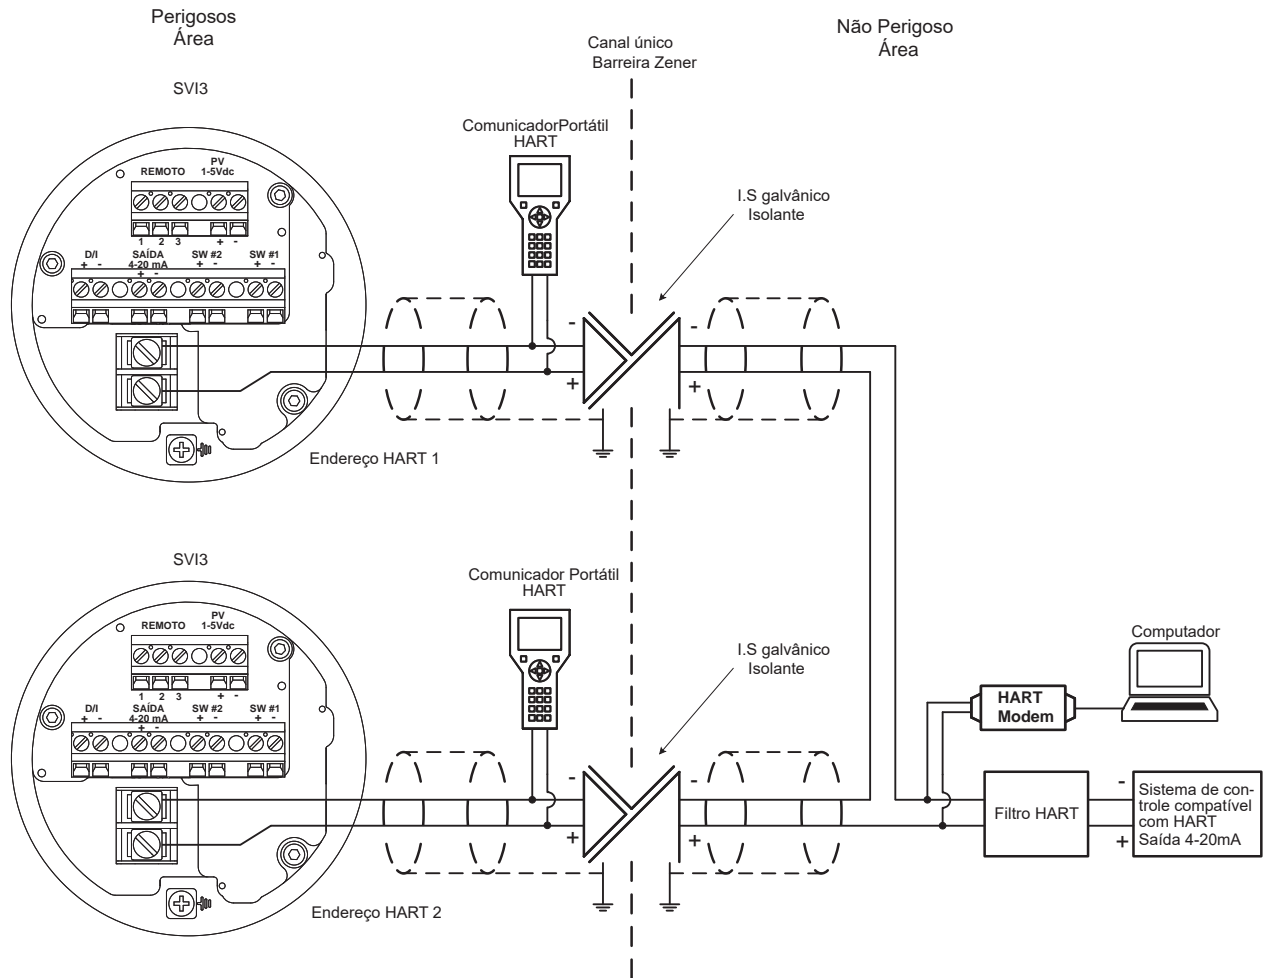 Perigosos
Área
Canal único
Barreira Zener
Não Perigoso
Área
SVI3
ComunicadorPortátil
HART
I.S galvânico
Isolante
REMOTO
PV
1-5Vdc
1 2 3 + -
D/I
+ -
SAÍDA
4-20 mA
+ -
SW #2
+ -
SW #1
+ -
-
+
-
+
Endereço HART 1
SVI3
Comunicador Portátil
HART
I.S galvânico
Isolante
REMOTO
PV
1-5Vdc
1 2 3 + -
D/I
+ -
SAÍDA
4-20 mA
+ -
SW #2
+ -
SW #1
+ -
-
+
-
+
Endereço HART 2
Computador
HART
Modem
Filtro HART
-
+
Sistema de con-
trole compatível
com HART
Saída 4-20mA